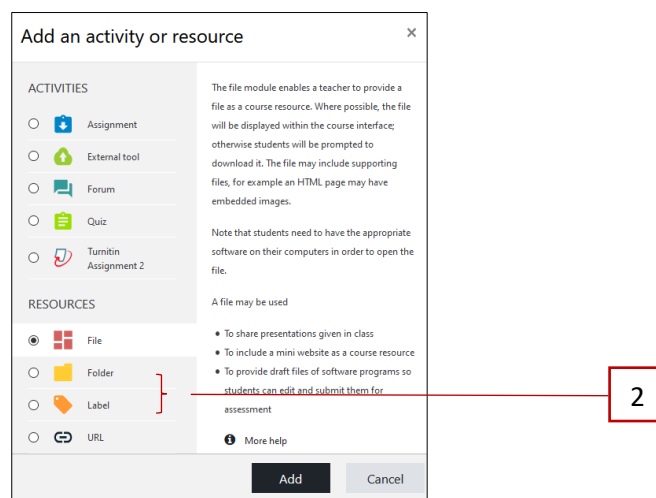 Add an activity or resource ×
ACTIVITIES
Assignment
External tool
Forum
Quiz
Turnitin
Assignment 2
RESOURCES
File
Folder
Label
URL
The file module enables a teacher to provide a
file as a course resource. Where possible, the file
will be displayed within the course interface;
otherwise students will be prompted to
download it. The file may include supporting
files, for example an HTML page may have
embedded images.
Note that students need to have the appropriate
software on their computers in order to open the
file.
A file may be used
• To share presentations given in class
• To include a mini website as a course resource
• To provide draft files of software programs so
students can edit and submit them for
assessment
More help
Add Cancel
2